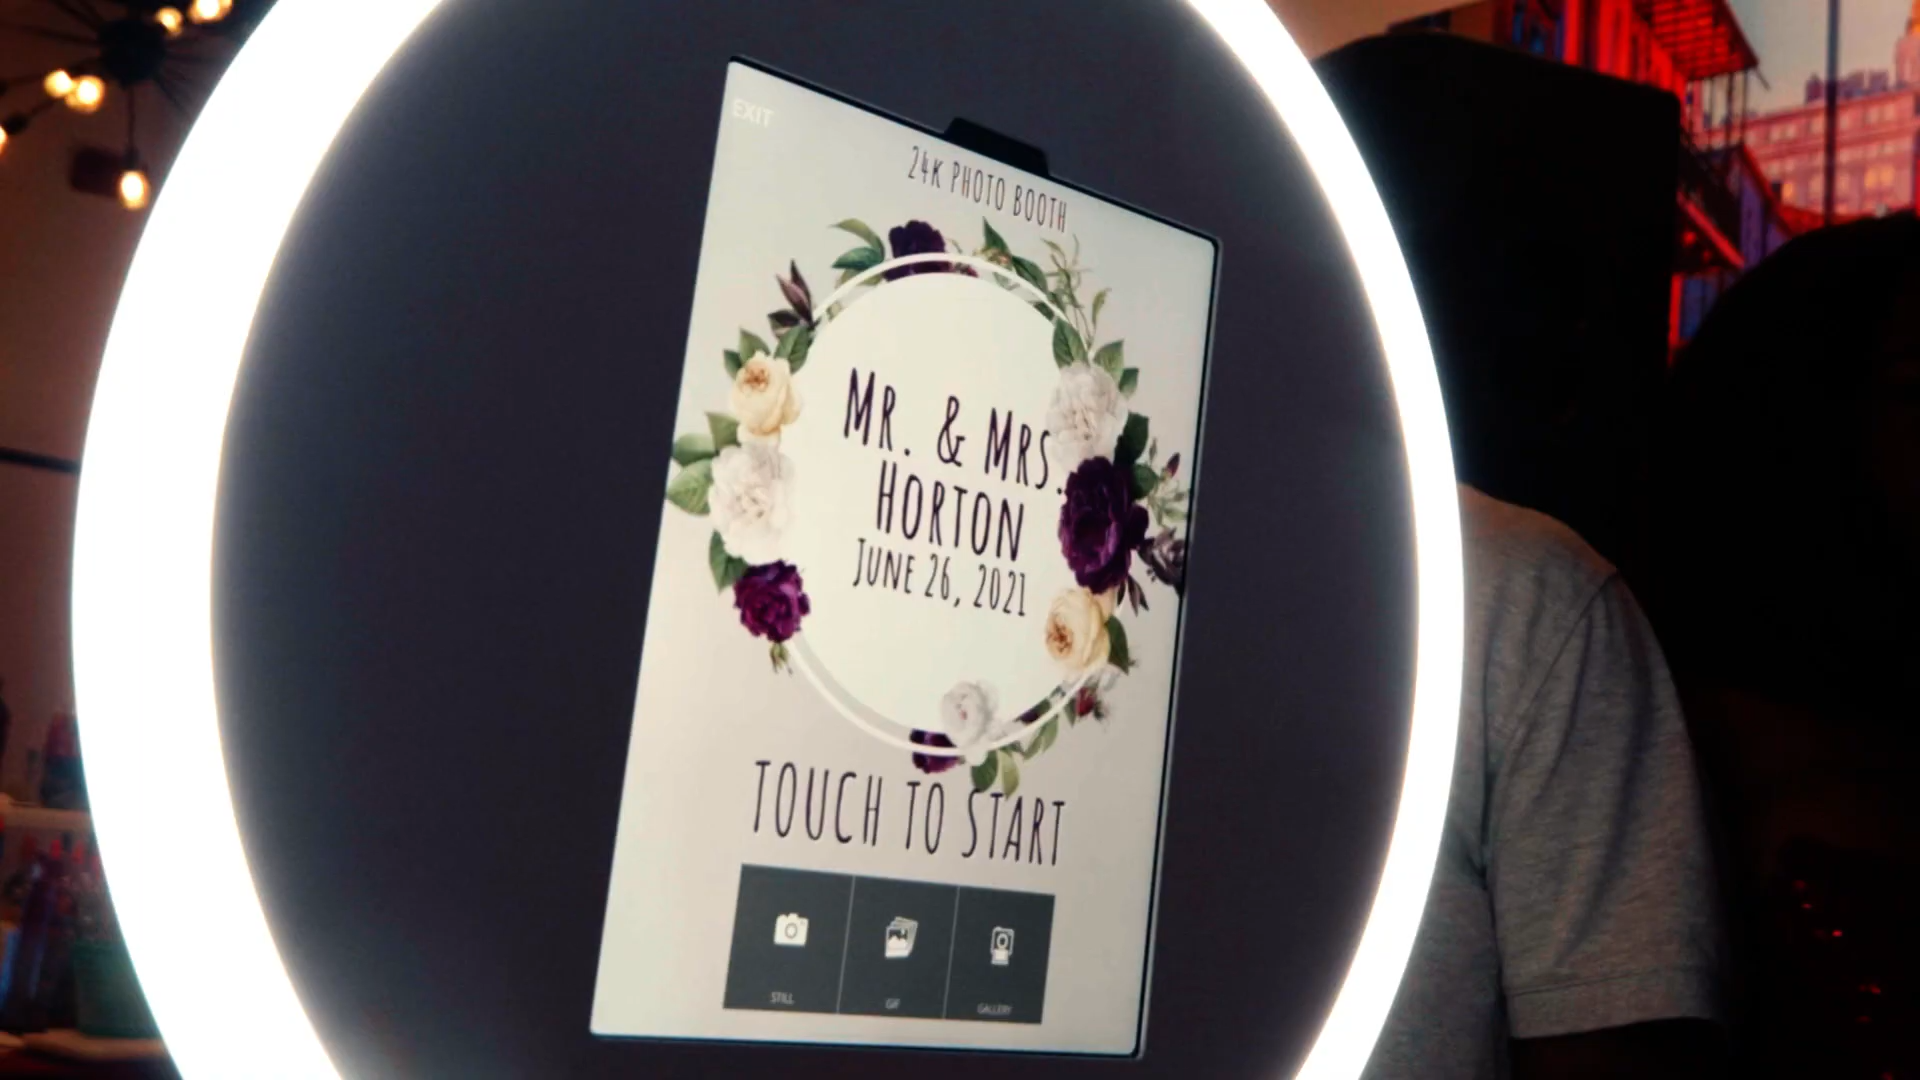 EXIT
24K PHOTO BOOTH
MR. & MRS.
HORTON
JUNE 26, 2021
TOUCH TO START
STILL
GIF
GALLERY